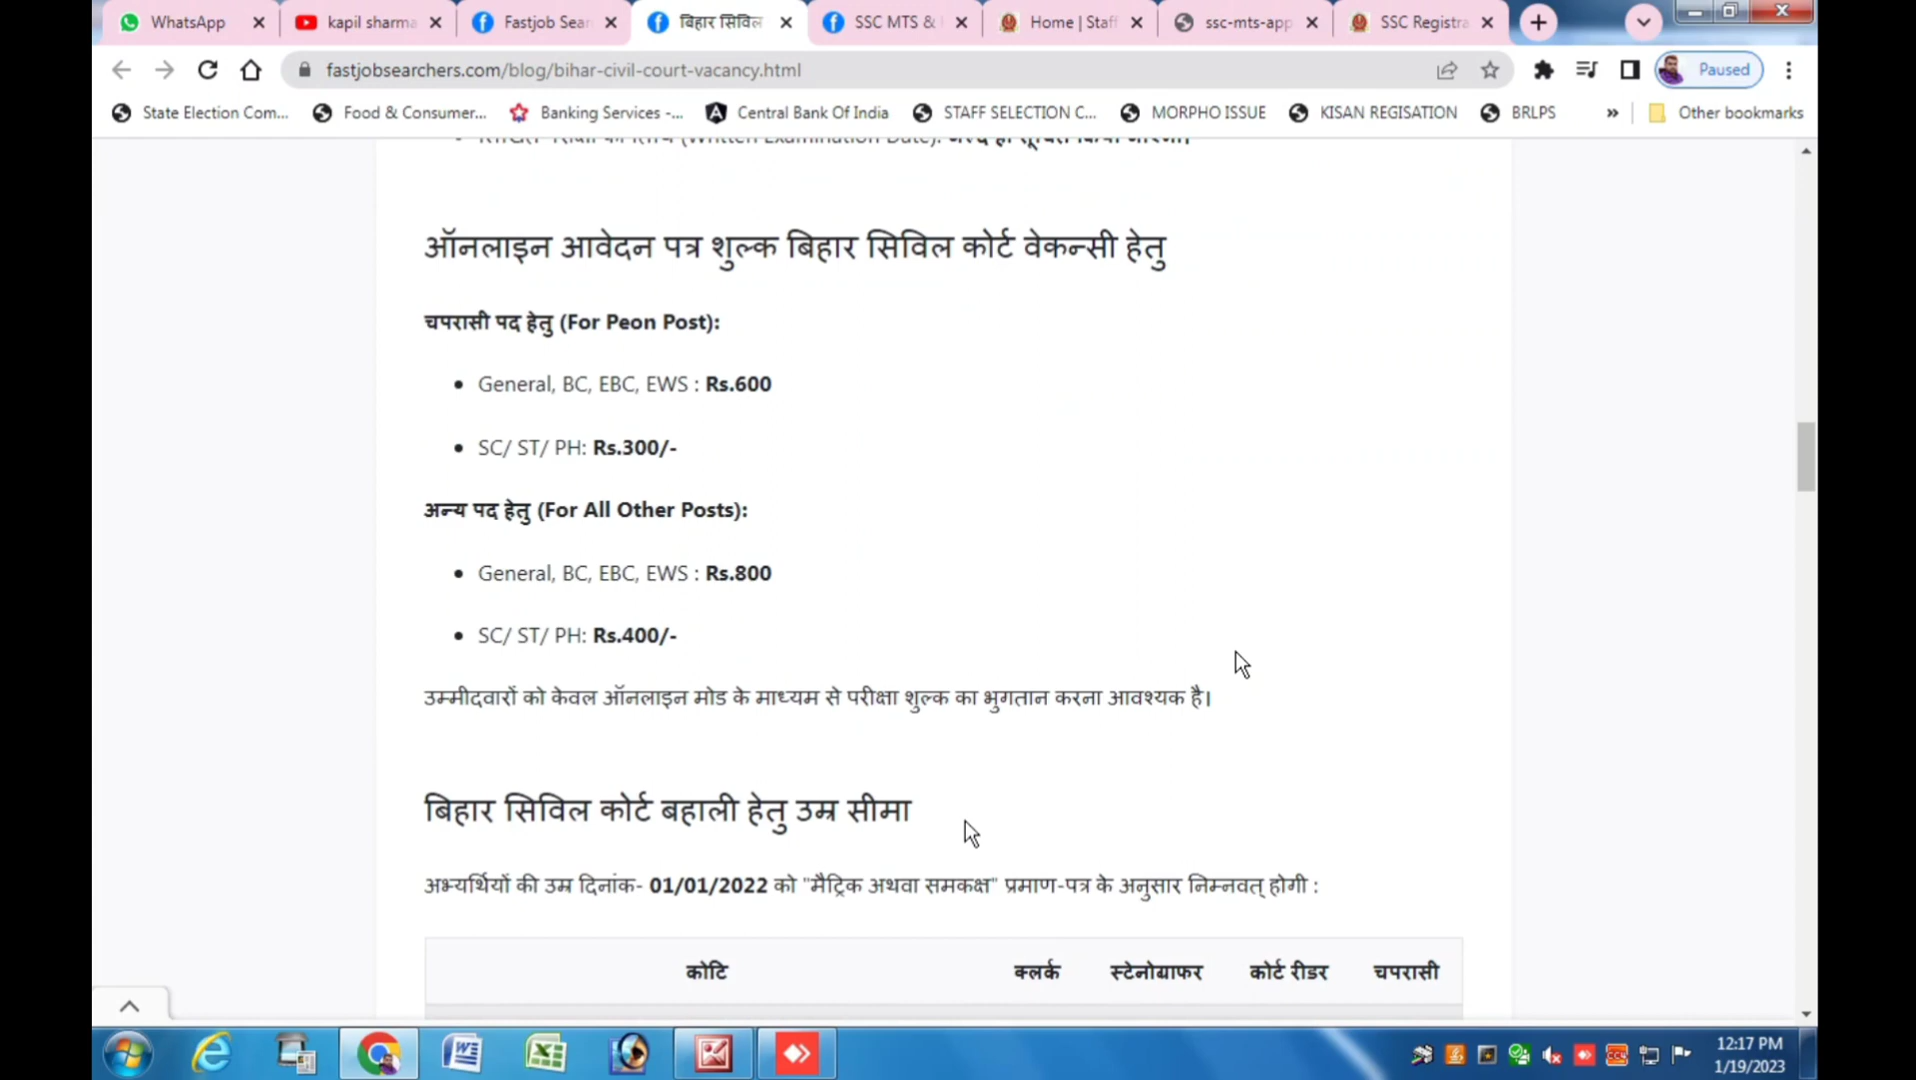 WhatsApp
kapil sharma
Fastjob Sear
बिहार सिविल
SSC MTS &
Home | Staff
ssc-mts-app
SSC Registra
fastjobsearchers.com/blog/bihar-civil-court-vacancy.html
Paused
State Election Com...
Food & Consumer...
Banking Services -...
Central Bank Of India
STAFF SELECTION C...
MORPHO ISSUE
KISAN REGISATION
BRLPS
»
Other bookmarks
(Written Examination Date):
ऑनलाइन आवेदन पत्र शुल्क बिहार सिविल कोर्ट वेकन्सी हेतु
चपरासी पद हेतु (For Peon Post):
• General, BC, EBC, EWS : Rs.600
• SC/ ST/ PH: Rs.300/-
अन्य पद हेतु (For All Other Posts):
• General, BC, EBC, EWS : Rs.800
• SC/ ST/ PH: Rs.400/-
उम्मीदवारों को केवल ऑनलाइन मोड के माध्यम से परीक्षा शुल्क का भुगतान करना आवश्यक है।
बिहार सिविल कोर्ट बहाली हेतु उम्र सीमा
अभ्यर्थियों की उम्र दिनांक- 01/01/2022 को "मैट्रिक अथवा समकक्ष" प्रमाण-पत्र के अनुसार निम्नवत् होगी :
कोटि क्लर्क स्टेनोग्राफर कोर्ट रीडर चपरासी
12:17 PM
1/19/2023